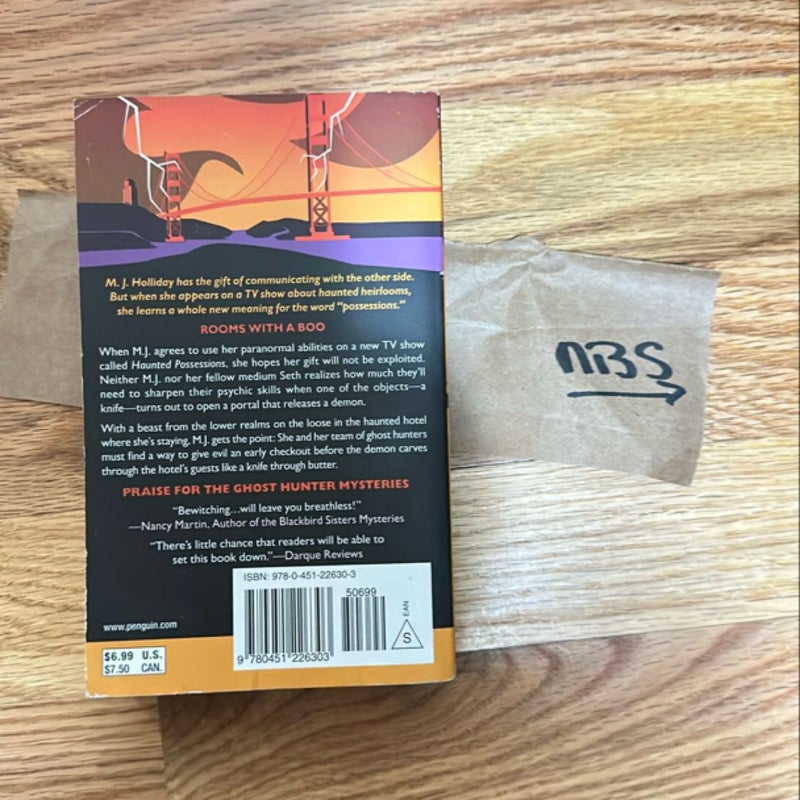 M. J. Holliday has the gift of communicating with the other side.
But when she appears on a TV show about haunted heirlooms,
she learns a whole new meaning for the word "possessions."
ROOMS WITH A BOO
When M.J. agrees to use her paranormal abilities on a new TV show
called Haunted Possessions, she hopes her gift will not be exploited.
Neither M.J. nor her fellow medium Seth realizes how much they'll
need to sharpen their psychic skills when one of the objects—a
knife—turns out to open a portal that releases a demon.
With a beast from the lower realms on the loose in the haunted hotel
where she's staying, M.J. gets the point: She and her team of ghost hunters
must find a way to give evil an early checkout before the demon carves
through the hotel's guests like a knife through butter.
PRAISE FOR THE GHOST HUNTER MYSTERIES
"Bewitching...will leave you breathless!"
—Nancy Martin, Author of the Blackbird Sisters Mysteries
"There's little chance that readers will be able to
set this book down."—Darque Reviews
ISBN: 978-0-451-22630-3
50699
EAN
S
9 780451 226303
www.penguin.com
$6.99 U.S.
$7.50 CAN.
NBS